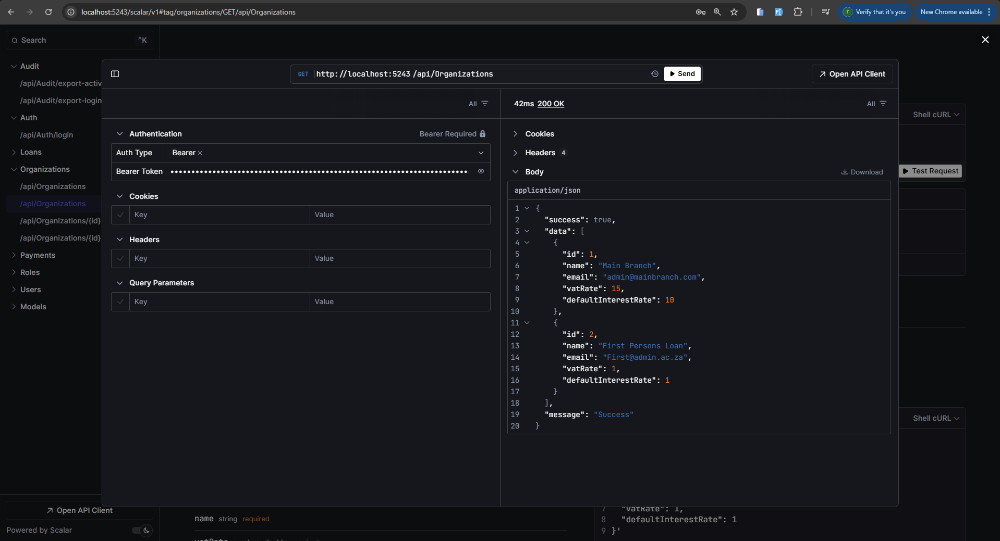 localhost:5243/scalar/v1#tag/organizations/GET/api/Organizations
Verify that it's you
New Chrome available
Search ^K
Audit
/api/Audit/export-activ
/api/Audit/export-login
Auth
/api/Auth/login
Loans
Organizations
/api/Organizations
/api/Organizations
/api/Organizations/{id}
/api/Organizations/{id}
Payments
Roles
Users
Models
Open API Client
Powered by Scalar
GET http://localhost:5243 /api/Organizations
Send
Open API Client
All
Authentication Bearer Required
Auth Type Bearer
Bearer Token
Cookies
Key Value
Headers
Key Value
Query Parameters
Key Value
42ms 200 OK
All
Cookies
Headers 4
Body Download
application/json
1 {
2 "success": true,
3 "data": [
4 {
5 "id": 1,
6 "name": "Main Branch",
7 "email": "admin@mainbranch.com",
8 "vatRate": 15,
9 "defaultInterestRate": 10
10 },
11 {
12 "id": 2,
13 "name": "First Persons Loan",
14 "email": "First@admin.ac.za",
15 "vatRate": 1,
16 "defaultInterestRate": 1
17 }
18 ],
19 "message": "Success"
20 }
Shell cURL
Test Request
Shell cURL
name string required
7 "vatRate": 1,
8 "defaultInterestRate": 1
9 }'